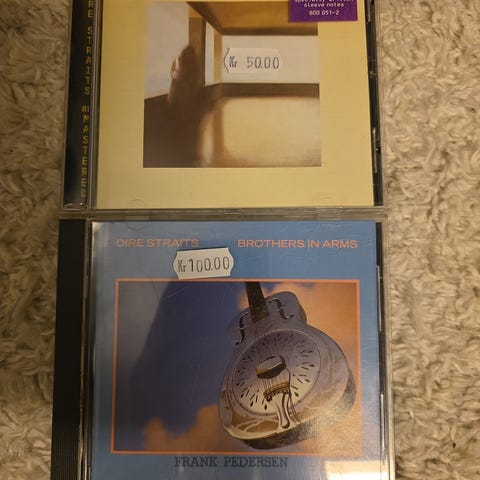 RE STRAITS REMASTERED
sleeve notes
800 051-2
Kr 50.00
DIRE STRAITS BROTHERS IN ARMS
Kr 100.00
FRANK PEDERSEN